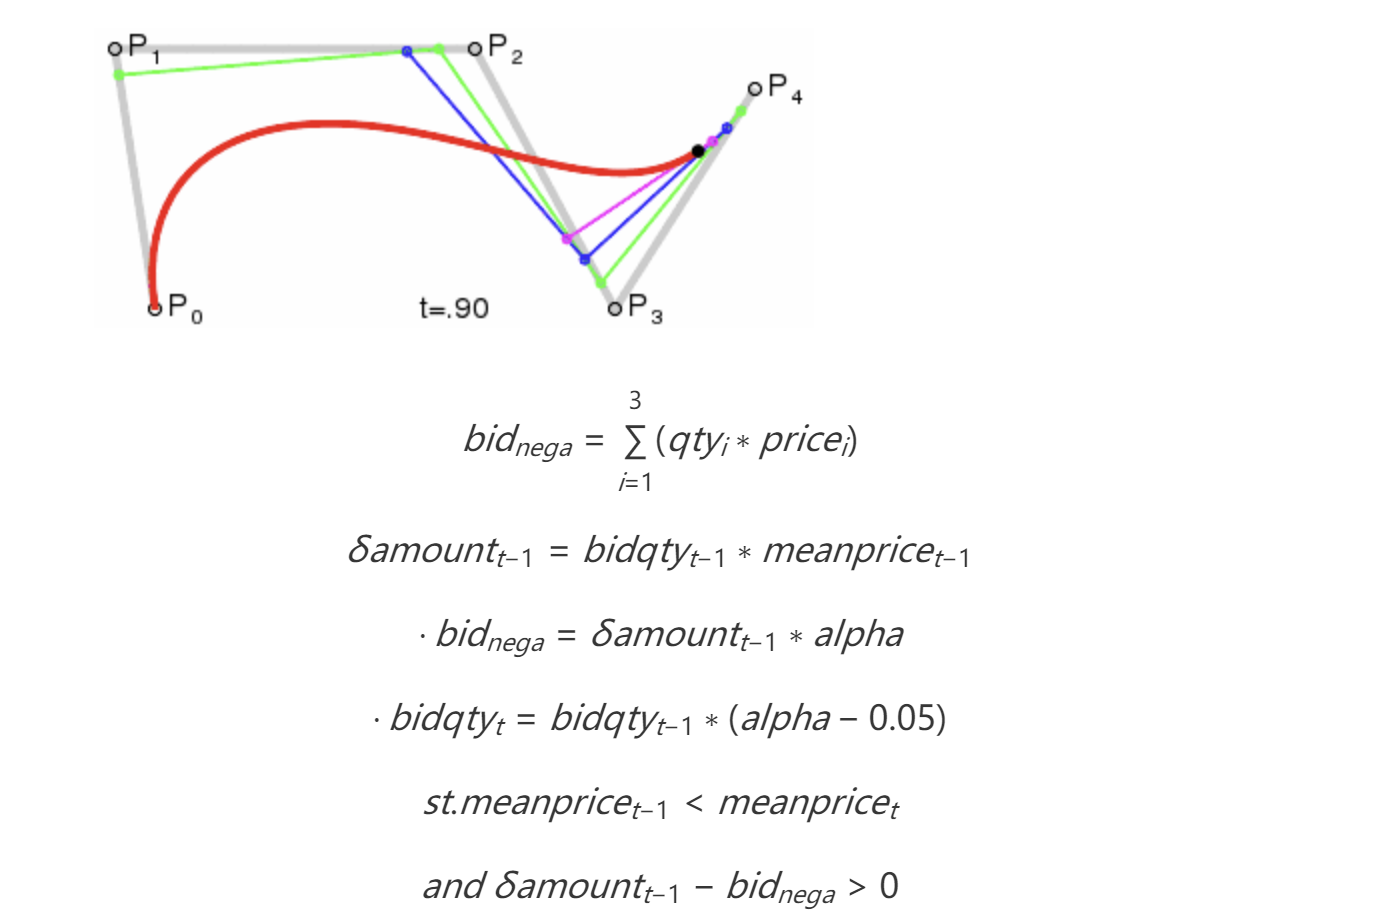 P₁ P₂
P₄
P₀ t=.90 P₃
3
bid_nega = ∑ (qty_i * price_i)
i=1
δamount_{t−1} = bidqty_{t−1} * meanprice_{t−1}
· bid_nega = δamount_{t−1} * alpha
· bidqty_t = bidqty_{t−1} * (alpha − 0.05)
st.meanprice_{t−1} < meanprice_t
and δamount_{t−1} − bid_nega > 0